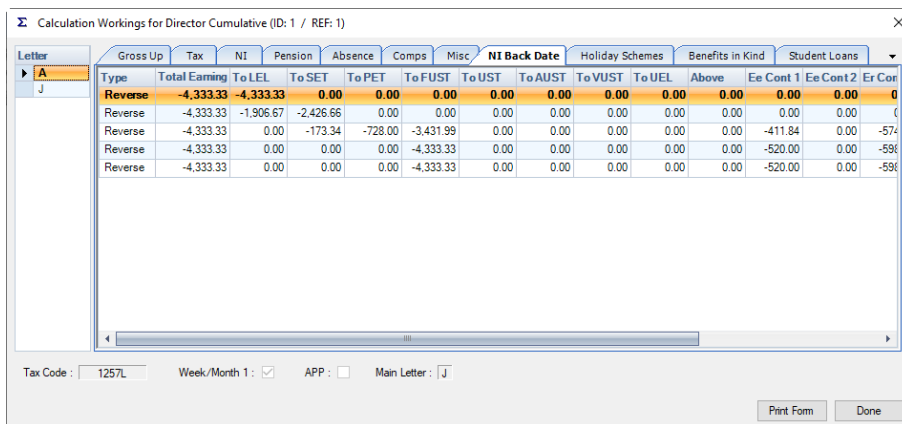 Σ Calculation Workings for Director Cumulative (ID: 1 / REF: 1)
Letter
A
J
Gross Up Tax NI Pension Absence Comps Misc NI Back Date Holiday Schemes Benefits in Kind Student Loans
Type Total Earning To LEL To SET To PET To FUST To UST To AUST To VUST To UEL Above Ee Cont 1 Ee Cont 2 Er Con
Reverse -4,333.33 -4,333.33 0.00 0.00 0.00 0.00 0.00 0.00 0.00 0.00 0.00 0.00 0
Reverse -4,333.33 -1,906.67 -2,426.66 0.00 0.00 0.00 0.00 0.00 0.00 0.00 0.00 0.00
Reverse -4,333.33 0.00 -173.34 -728.00 -3,431.99 0.00 0.00 0.00 0.00 0.00 -411.84 0.00 -574
Reverse -4,333.33 0.00 0.00 0.00 -4,333.33 0.00 0.00 0.00 0.00 0.00 -520.00 0.00 -598
Reverse -4,333.33 0.00 0.00 0.00 -4,333.33 0.00 0.00 0.00 0.00 0.00 -520.00 0.00 -598
Tax Code : 1257L Week/Month 1 : APP : Main Letter : J
Print Form Done